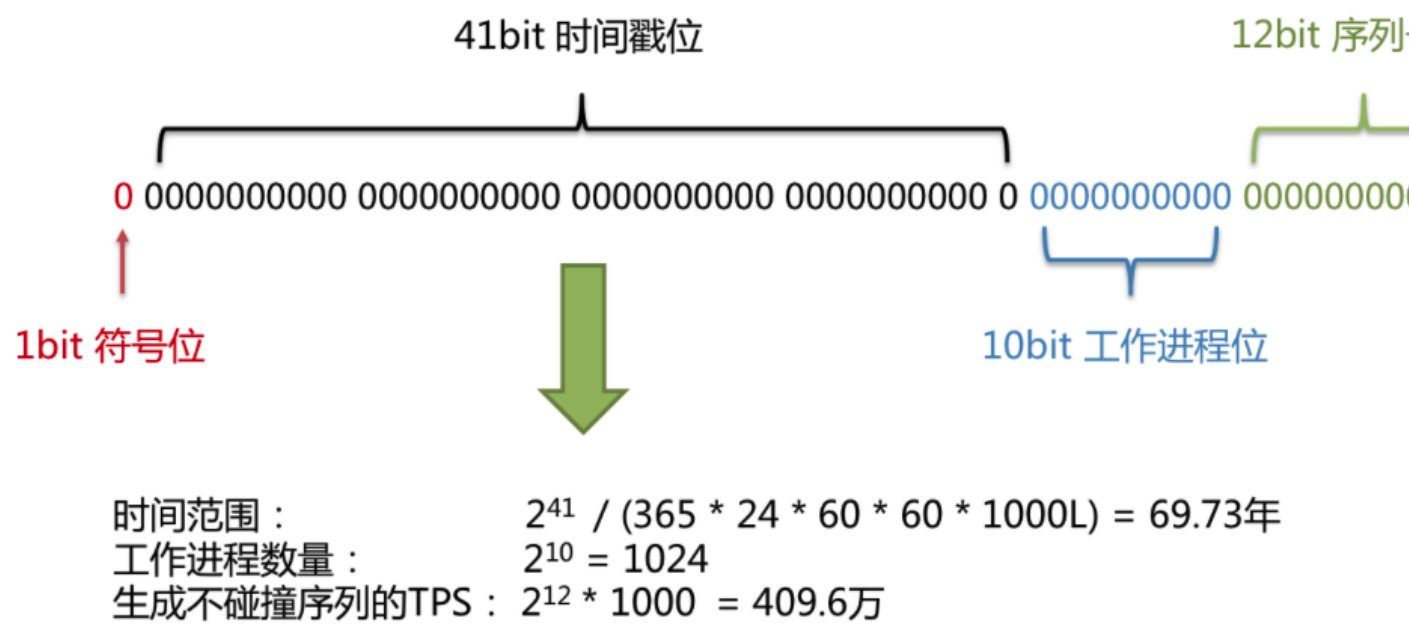 41bit 时间戳位
12bit 序列
0 0000000000 0000000000 0000000000 0000000000 0 0000000000 000000000
1bit 符号位
10bit 工作进程位
时间范围： 2⁴¹ / (365 * 24 * 60 * 60 * 1000L) = 69.73年
工作进程数量： 2¹⁰ = 1024
生成不碰撞序列的TPS： 2¹² * 1000 = 409.6万